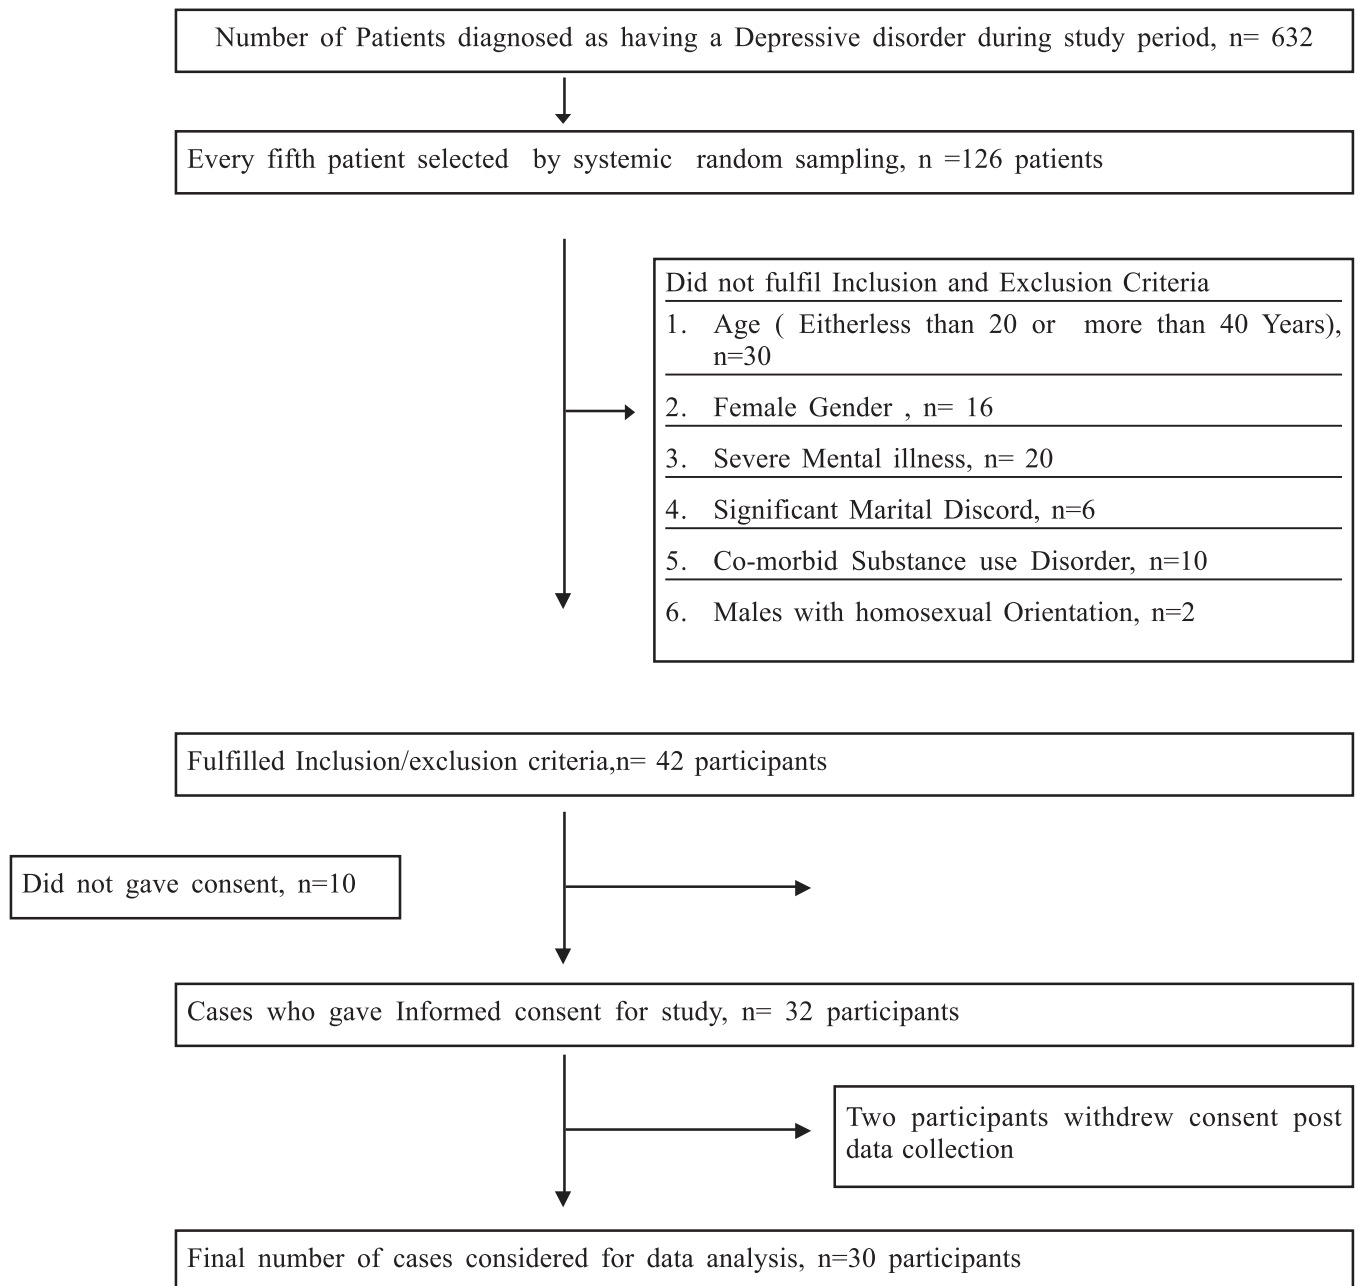 Number of Patients diagnosed as having a Depressive disorder during study period, n= 632
Every fifth patient selected by systemic random sampling, n =126 patients
Did not fulfil Inclusion and Exclusion Criteria
1. Age ( Eitherless than 20 or more than 40 Years),
n=30
2. Female Gender , n= 16
3. Severe Mental illness, n= 20
4. Significant Marital Discord, n=6
5. Co-morbid Substance use Disorder, n=10
6. Males with homosexual Orientation, n=2
Fulfilled Inclusion/exclusion criteria,n= 42 participants
Did not gave consent, n=10
Cases who gave Informed consent for study, n= 32 participants
Two participants withdrew consent post
data collection
Final number of cases considered for data analysis, n=30 participants